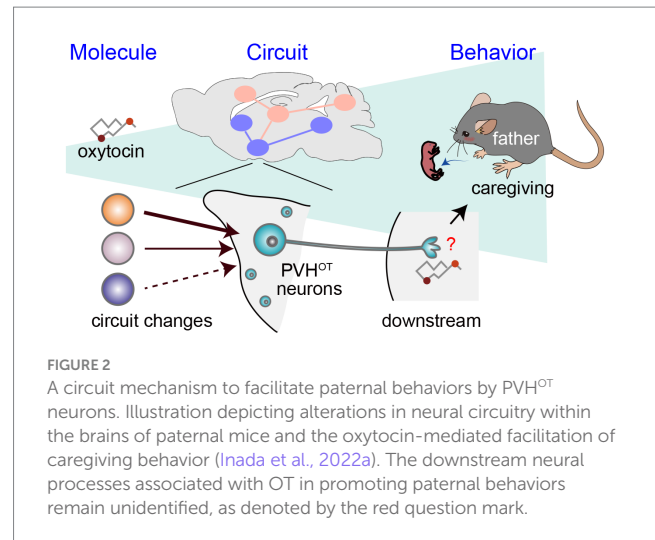 Molecule Circuit Behavior
oxytocin
father
caregiving
PVHOT
neurons
?
circuit changes
downstream
FIGURE 2
A circuit mechanism to facilitate paternal behaviors by PVHOT
neurons. Illustration depicting alterations in neural circuitry within
the brains of paternal mice and the oxytocin-mediated facilitation of
caregiving behavior (Inada et al., 2022a). The downstream neural
processes associated with OT in promoting paternal behaviors
remain unidentified, as denoted by the red question mark.